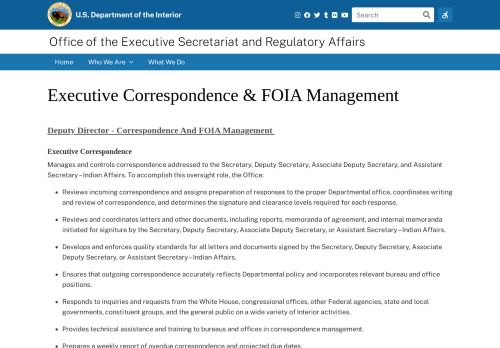 U.S. Department of the Interior
Search
Office of the Executive Secretariat and Regulatory Affairs
Home Who We Are What We Do
Executive Correspondence & FOIA Management
Deputy Director - Correspondence And FOIA Management
Executive Correspondence
Manages and controls correspondence addressed to the Secretary, Deputy Secretary, Associate Deputy Secretary, and Assistant
Secretary – Indian Affairs. To accomplish this oversight role, the Office:
• Reviews incoming correspondence and assigns preparation of responses to the proper Departmental office, coordinates writing
and review of correspondence, and determines the signature and clearance levels required for each response.
• Reviews and coordinates letters and other documents, including reports, memoranda of agreement, and internal memoranda
initiated for signiture by the Secretary, Deputy Secretary, Associate Deputy Secretary, or Assistant Secretary – Indian Affairs.
• Develops and enforces quality standards for all letters and documents signed by the Secretary, Deputy Secretary, Associate
Deputy Secretary, or Assistant Secretary – Indian Affairs.
• Ensures that outgoing correspondence accurately reflects Departmental policy and incorporates relevant bureau and office
positions.
• Responds to inquiries and requests from the White House, congressional offices, other Federal agencies, state and local
governments, constituent groups, and the general public on a wide variety of Interior activities.
• Provides technical assistance and training to bureaus and offices in correspondence management.
• Prepares a weekly report of overdue correspondence and projected due dates.